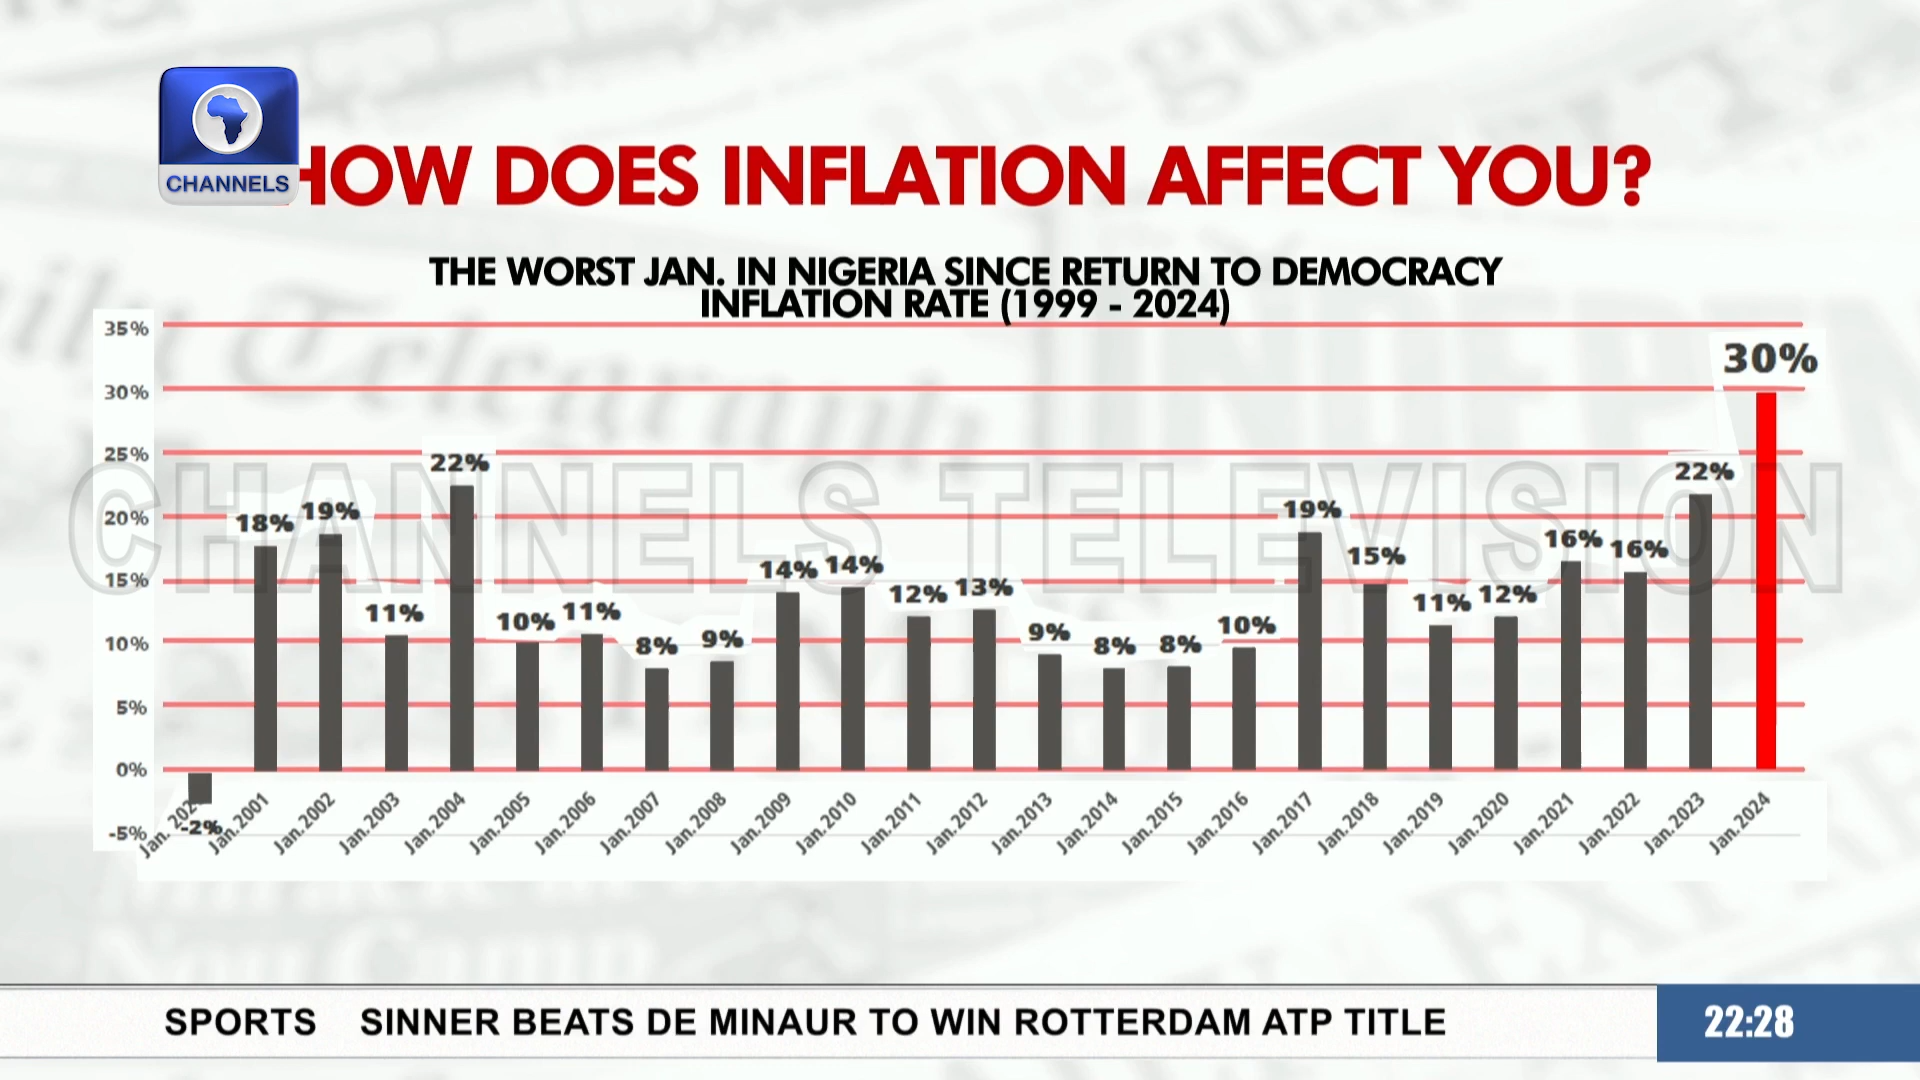 CHANNELS
HOW DOES INFLATION AFFECT YOU?
THE WORST JAN. IN NIGERIA SINCE RETURN TO DEMOCRACY
INFLATION RATE (1999 - 2024)
35%
30%
25%
20%
15%
10%
5%
0%
-5%
-2%
18%
19%
11%
22%
10%
11%
8%
9%
14%
14%
12%
13%
9%
8%
8%
10%
19%
15%
11%
12%
16%
16%
22%
30%
Jan.
Jan.2001
Jan.2002
Jan.2003
Jan.2004
Jan.2005
Jan.2006
Jan.2007
Jan.2008
Jan.2009
Jan.2010
Jan.2011
Jan.2012
Jan.2013
Jan.2014
Jan.2015
Jan.2016
Jan.2017
Jan.2018
Jan.2019
Jan.2020
Jan.2021
Jan.2022
Jan.2023
Jan.2024
CHANNELS TELEVISION
SPORTS SINNER BEATS DE MINAUR TO WIN ROTTERDAM ATP TITLE
22:28